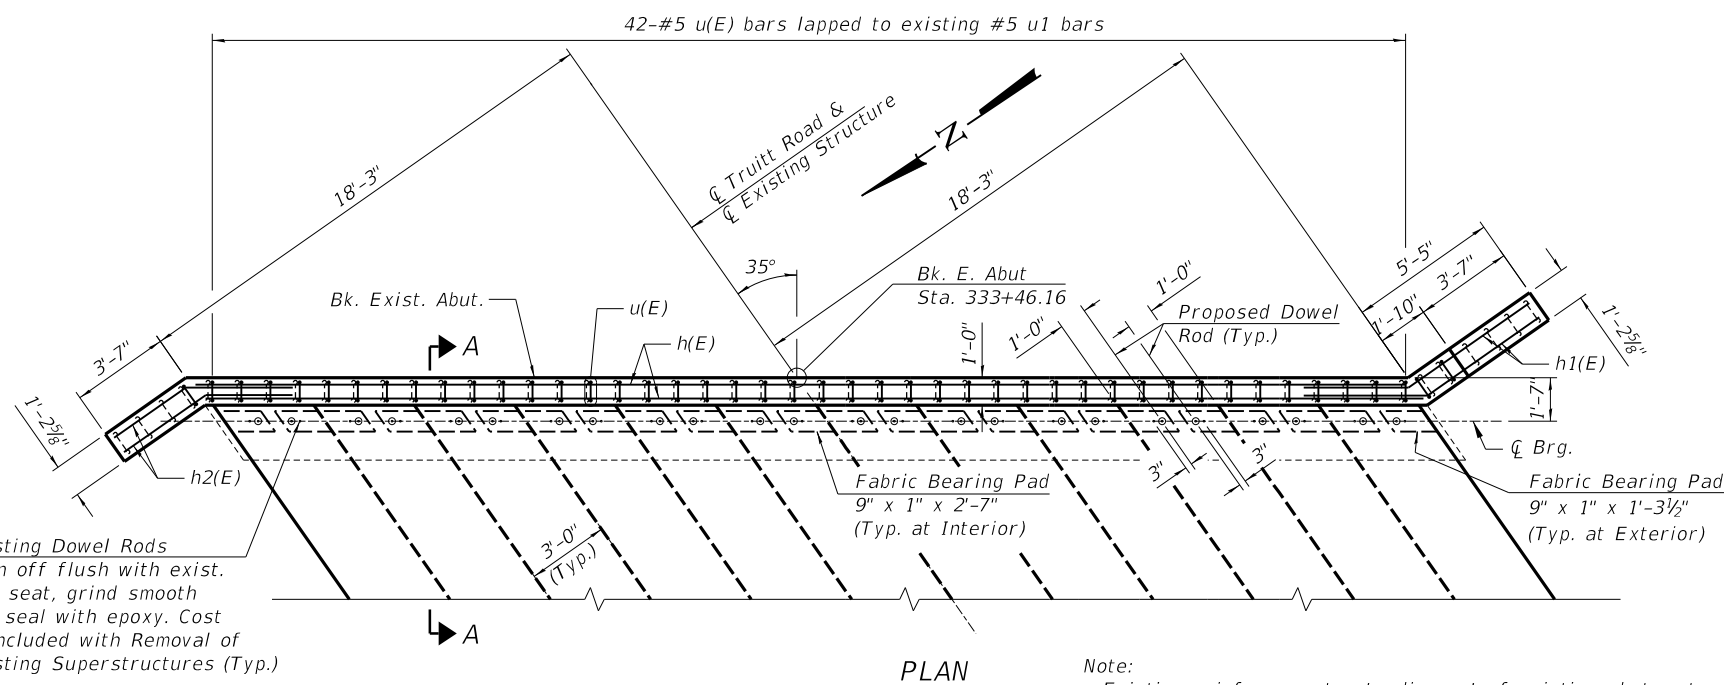 42-#5 u(E) bars lapped to existing #5 u1 bars
18'-3"
℄ Truitt Road &
℄ Existing Structure
N
18'-3"
35°
Bk. E. Abut
Sta. 333+46.16
Bk. Exist. Abut.
u(E)
h(E)
A
1'-0"
1'-0"
1'-0"
Proposed Dowel
Rod (Typ.)
5'-5"
3'-7"
1'-10"
1'-2⅝"
h1(E)
1'-7"
3'-7"
1'-2⅝"
h2(E)
℄ Brg.
3"
3"
Fabric Bearing Pad
9" x 1" x 2'-7"
(Typ. at Interior)
Fabric Bearing Pad
9" x 1" x 1'-3½"
(Typ. at Exterior)
3'-0"
(Typ.)
sting Dowel Rods
n off flush with exist.
seat, grind smooth
seal with epoxy. Cost
ncluded with Removal of
sting Superstructures (Typ.)
A
PLAN
Note: